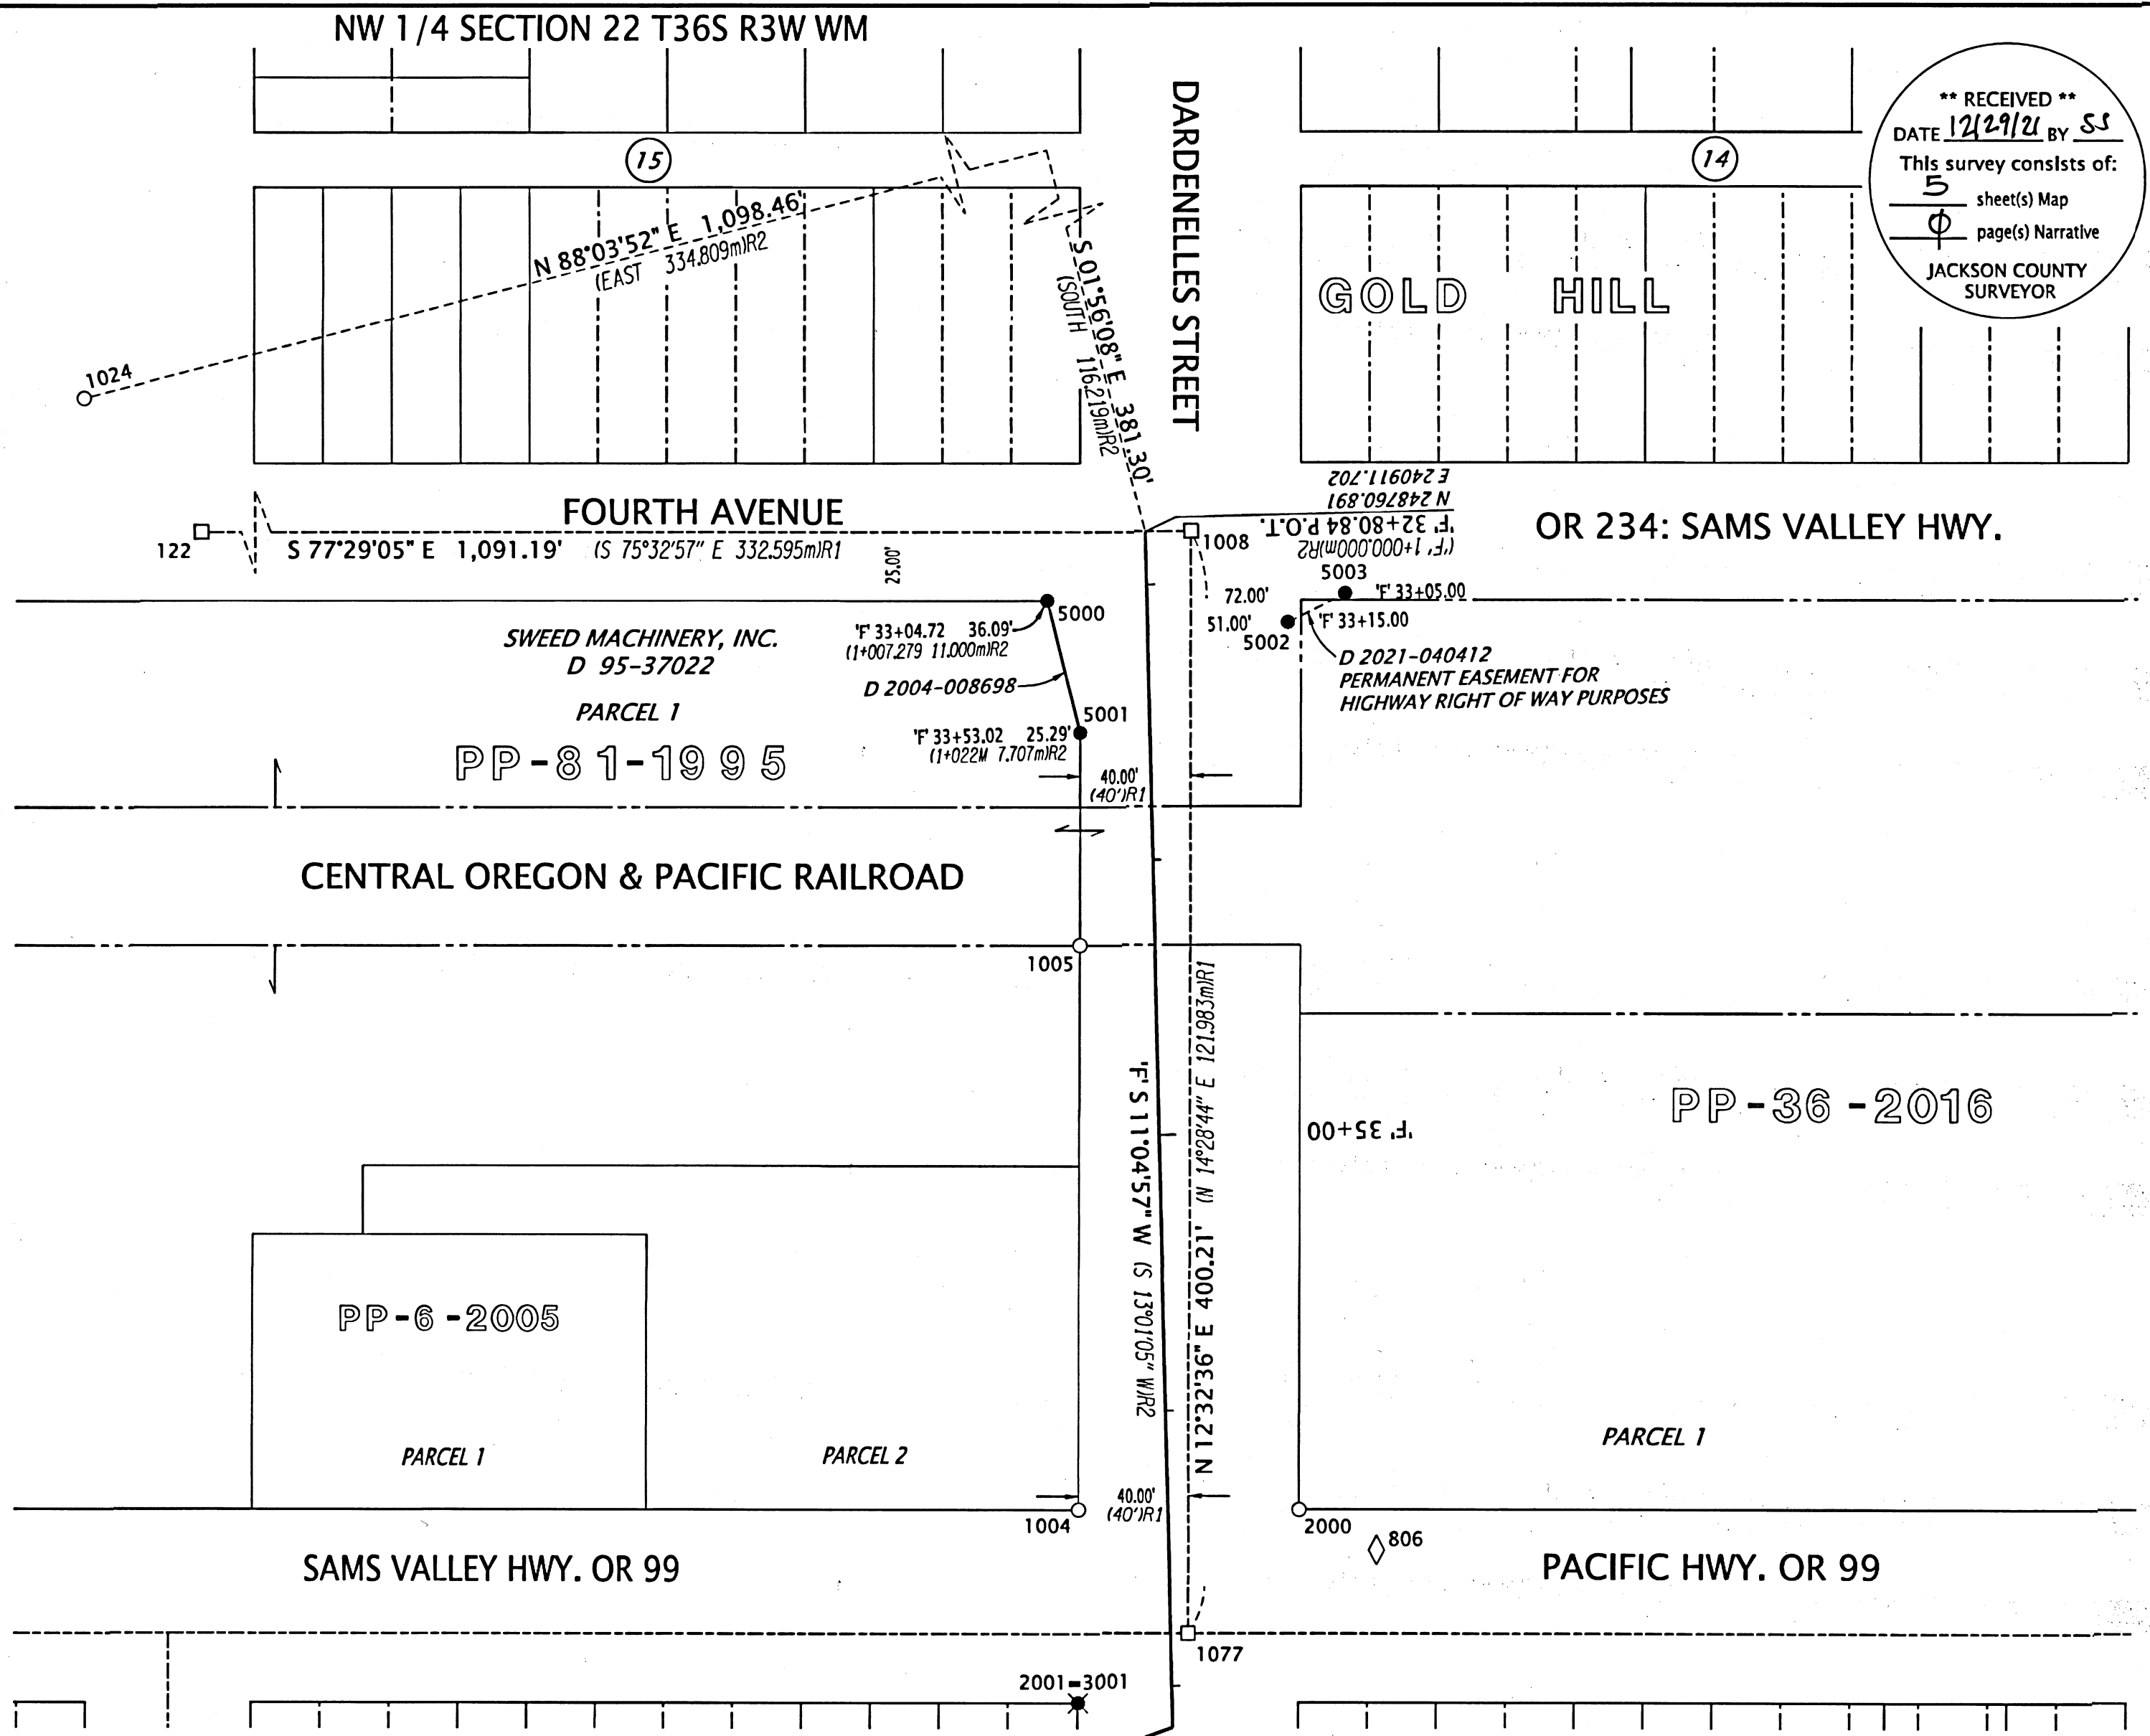 NW 1/4 SECTION 22 T36S R3W WM
** RECEIVED **
DATE 12/29/21 BY SS
This survey consists of:
5 sheet(s) Map
φ page(s) Narrative
JACKSON COUNTY
SURVEYOR
15
14
DARDENELLES STREET
GOLD HILL
N 88°03'52" E 1,098.46'
(EAST 334.809m)R2
S 01°56'08" E 381.30'
(SOUTH 116.219m)R2
1024
E 240911.702
N 248760.891
'F' 32+80.84 P.O.T.
('F' 1+000.000m)R2
FOURTH AVENUE
OR 234: SAMS VALLEY HWY.
122
S 77°29'05" E 1,091.19' (S 75°32'57" E 332.595m)R1
25.00'
1008
5003
72.00' 'F' 33+05.00
51.00' 'F' 33+15.00
5002
5000
'F' 33+04.72 36.09'
(1+007.279 11.000m)R2
SWEED MACHINERY, INC.
D 95-37022
D 2004-008698
D 2021-040412
PERMANENT EASEMENT FOR
HIGHWAY RIGHT OF WAY PURPOSES
PARCEL 1
5001
'F' 33+53.02 25.29'
(1+022M 7.707m)R2
PP-81-1995
40.00'
(40')R1
CENTRAL OREGON & PACIFIC RAILROAD
1005
'F' S 11°04'57" W (S 13°01'05" W)R2
N 12°32'36" E 400.21' (N 14°28'44" E 121.983m)R1
'F' 35+00
PP-36-2016
PP-6-2005
PARCEL 1
PARCEL 2
PARCEL 1
40.00'
(40')R1
1004
2000
806
SAMS VALLEY HWY. OR 99
PACIFIC HWY. OR 99
1077
2001=3001